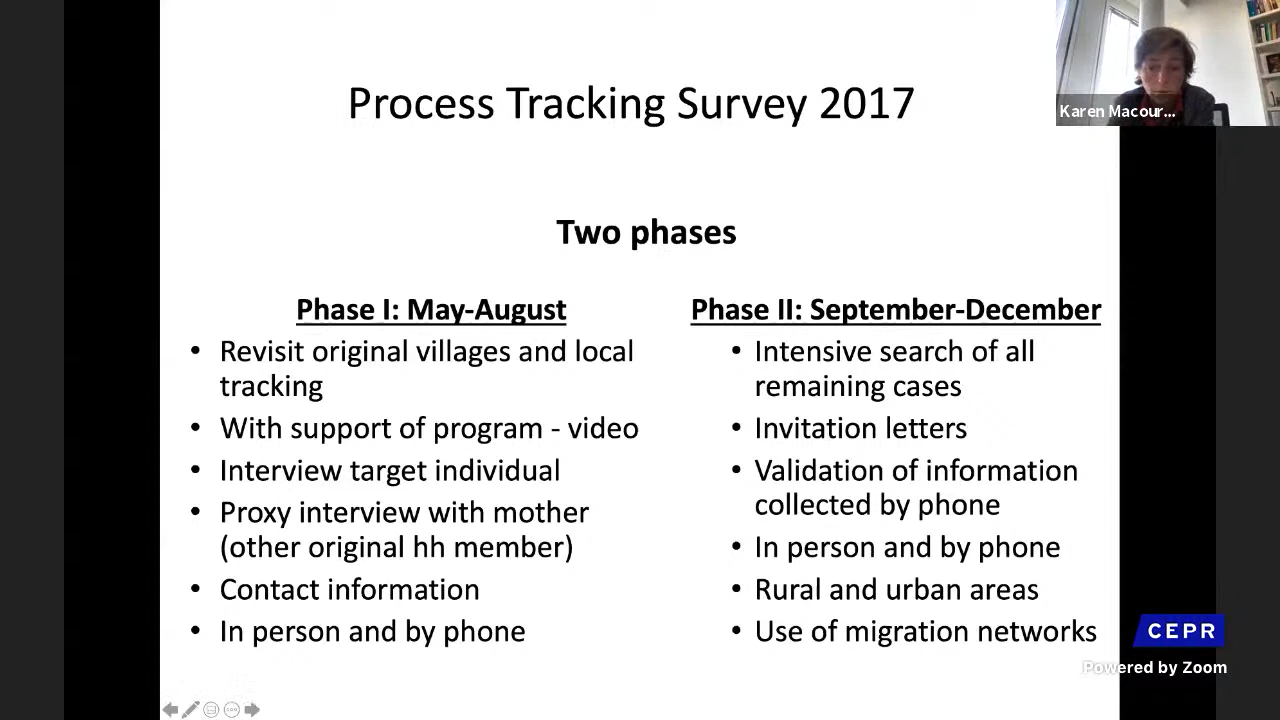 Process Tracking Survey 2017
Karen Macour...
Two phases
Phase I: May-August
• Revisit original villages and local
tracking
• With support of program - video
• Interview target individual
• Proxy interview with mother
(other original hh member)
• Contact information
• In person and by phone
Phase II: September-December
• Intensive search of all
remaining cases
• Invitation letters
• Validation of information
collected by phone
• In person and by phone
• Rural and urban areas
• Use of migration networks
CEPR
Powered by Zoom